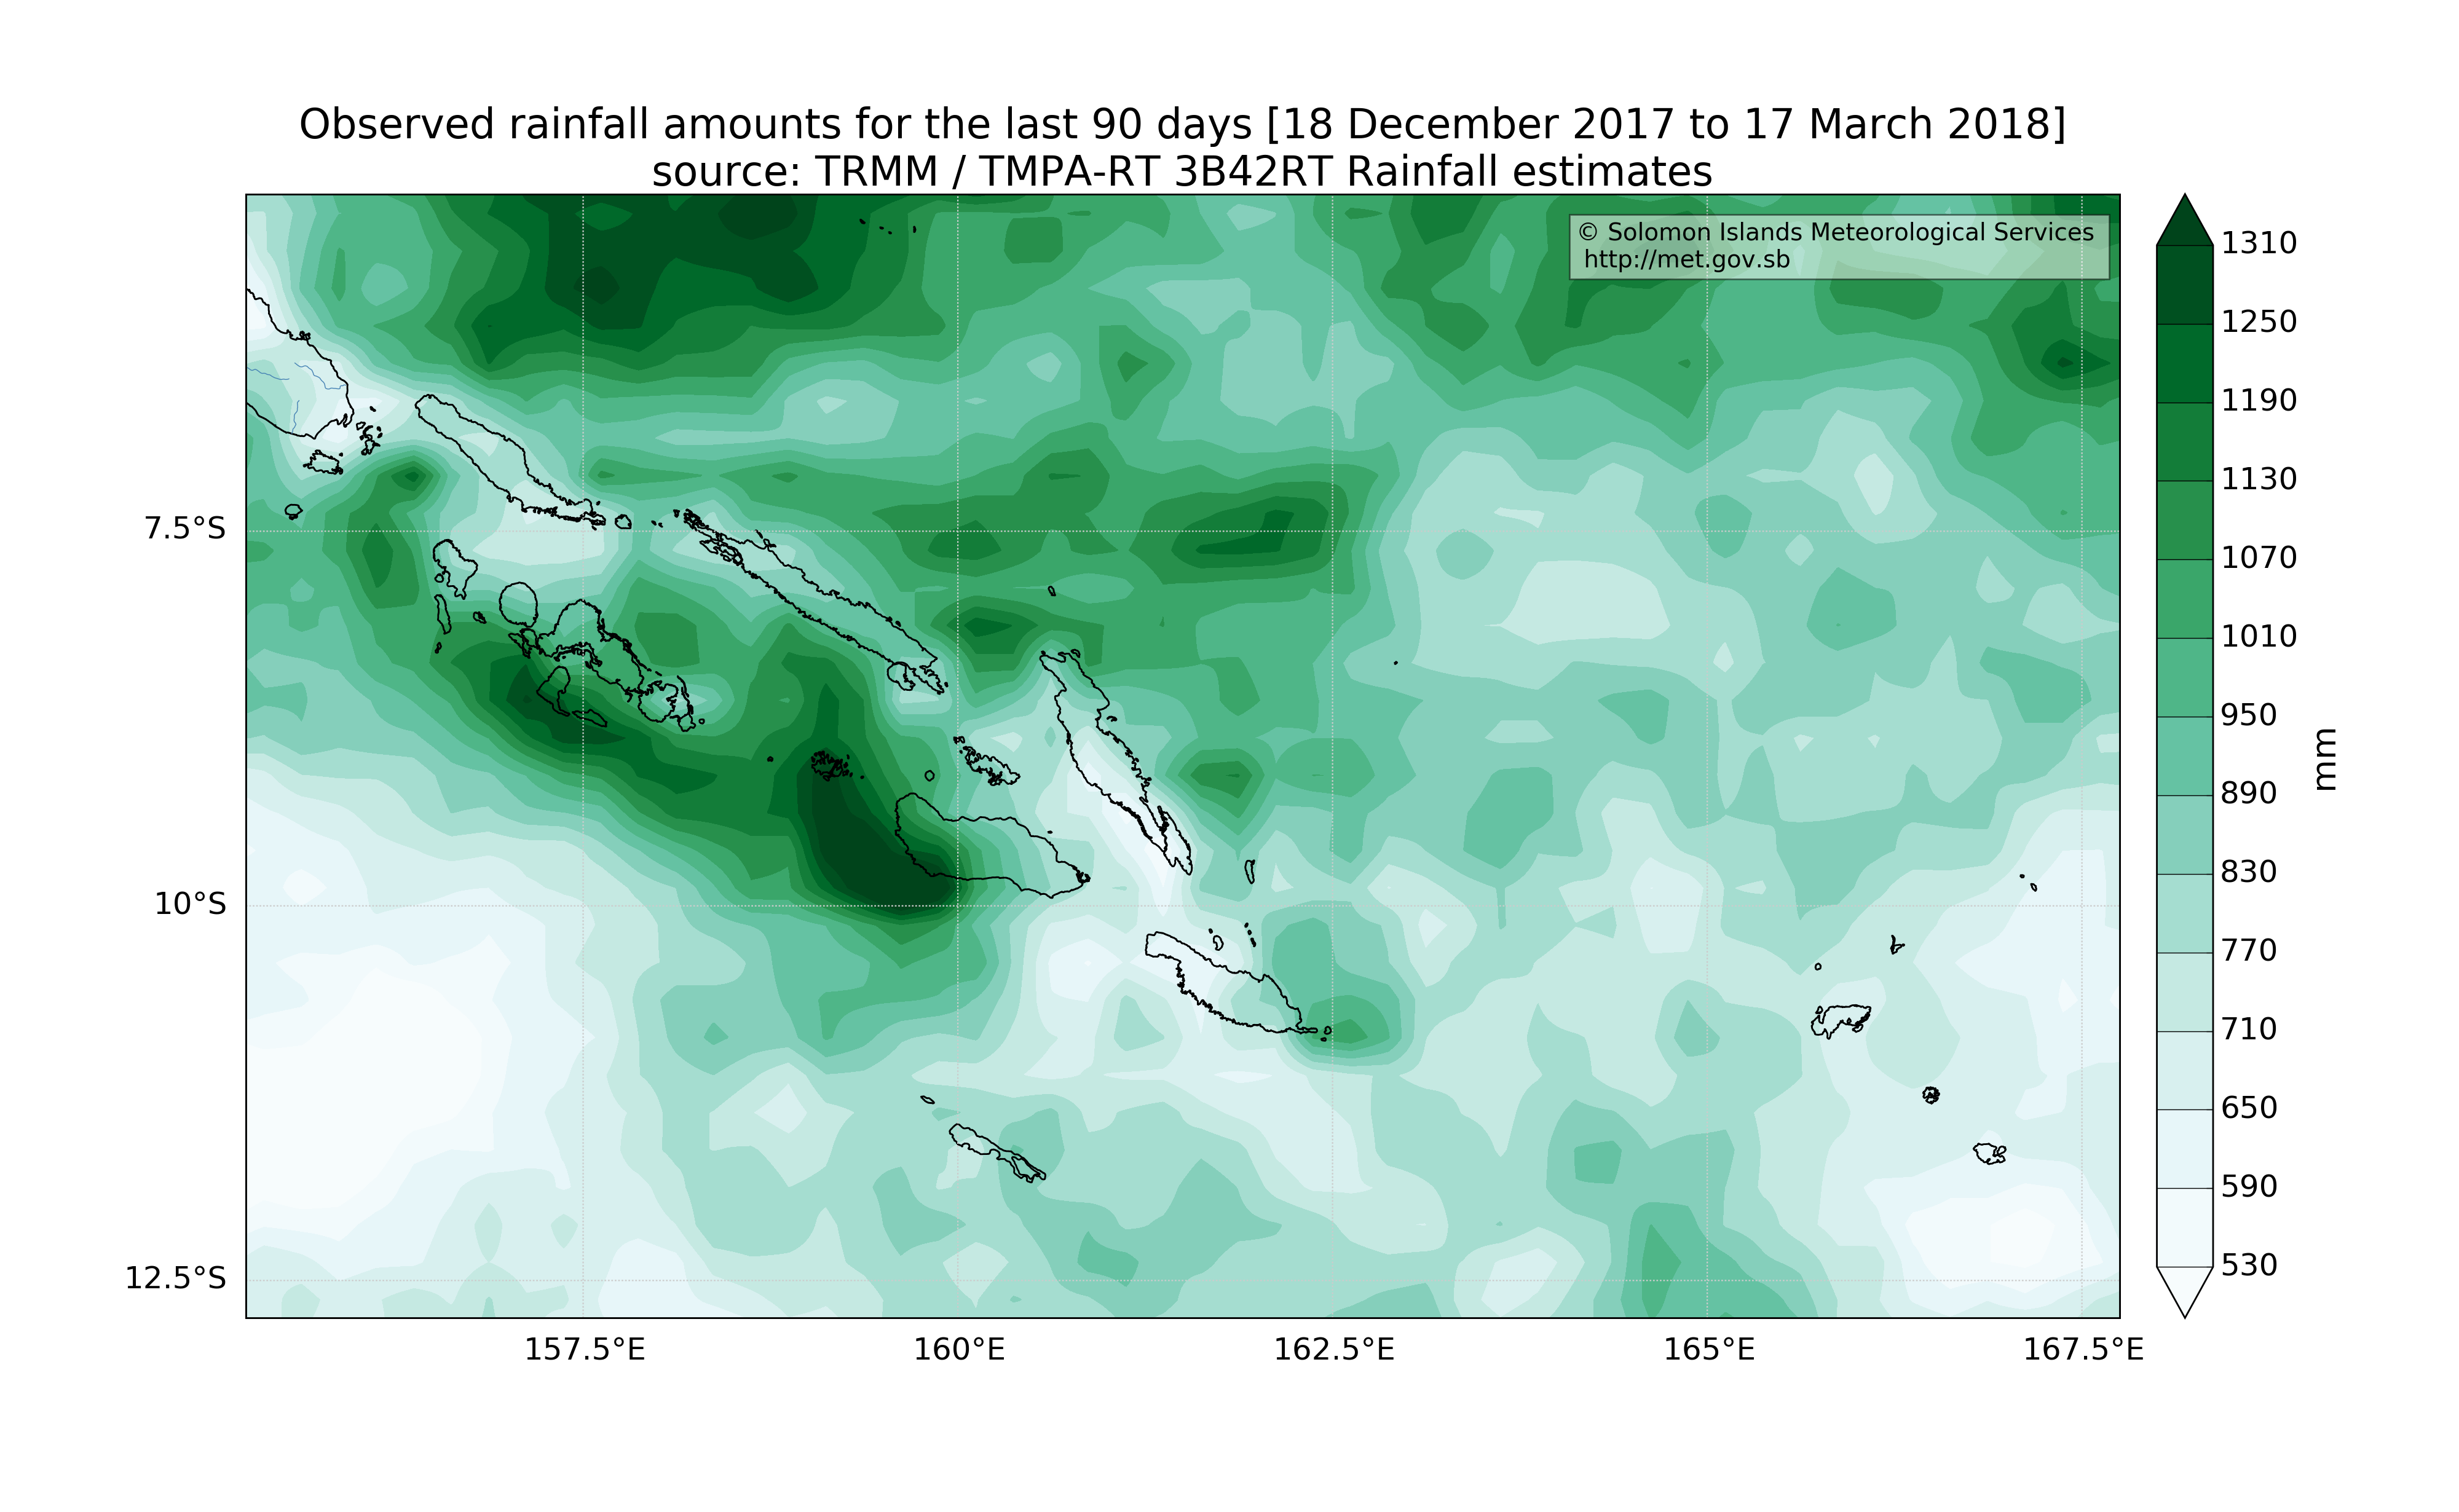 Observed rainfall amounts for the last 90 days [18 December 2017 to 17 March 2018]
source: TRMM / TMPA-RT 3B42RT Rainfall estimates
© Solomon Islands Meteorological Services
http://met.gov.sb
7.5°S
10°S
12.5°S
157.5°E
160°E
162.5°E
165°E
167.5°E
1310
1250
1190
1130
1070
1010
950
890
830
770
710
650
590
530
mm